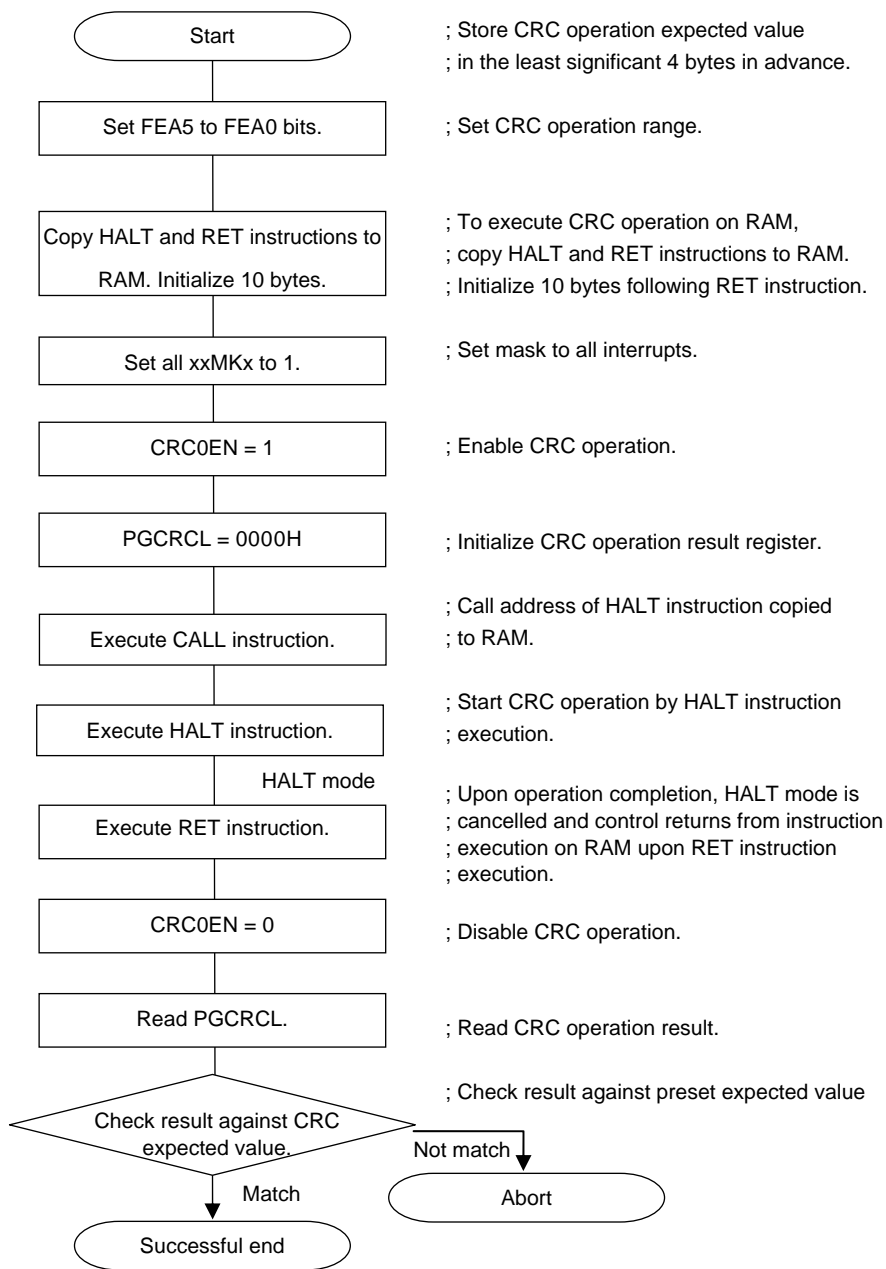 Start
; Store CRC operation expected value
; in the least significant 4 bytes in advance.
Set FEA5 to FEA0 bits.
; Set CRC operation range.
Copy HALT and RET instructions to
RAM. Initialize 10 bytes.
; To execute CRC operation on RAM,
; copy HALT and RET instructions to RAM.
; Initialize 10 bytes following RET instruction.
Set all xxMKx to 1.
; Set mask to all interrupts.
CRC0EN = 1
; Enable CRC operation.
PGCRCL = 0000H
; Initialize CRC operation result register.
Execute CALL instruction.
; Call address of HALT instruction copied
; to RAM.
Execute HALT instruction.
; Start CRC operation by HALT instruction
; execution.
HALT mode
Execute RET instruction.
; Upon operation completion, HALT mode is
; cancelled and control returns from instruction
; execution on RAM upon RET instruction
; execution.
CRC0EN = 0
; Disable CRC operation.
Read PGCRCL.
; Read CRC operation result.
; Check result against preset expected value
Check result against CRC
expected value.
Not match
Match
Abort
Successful end